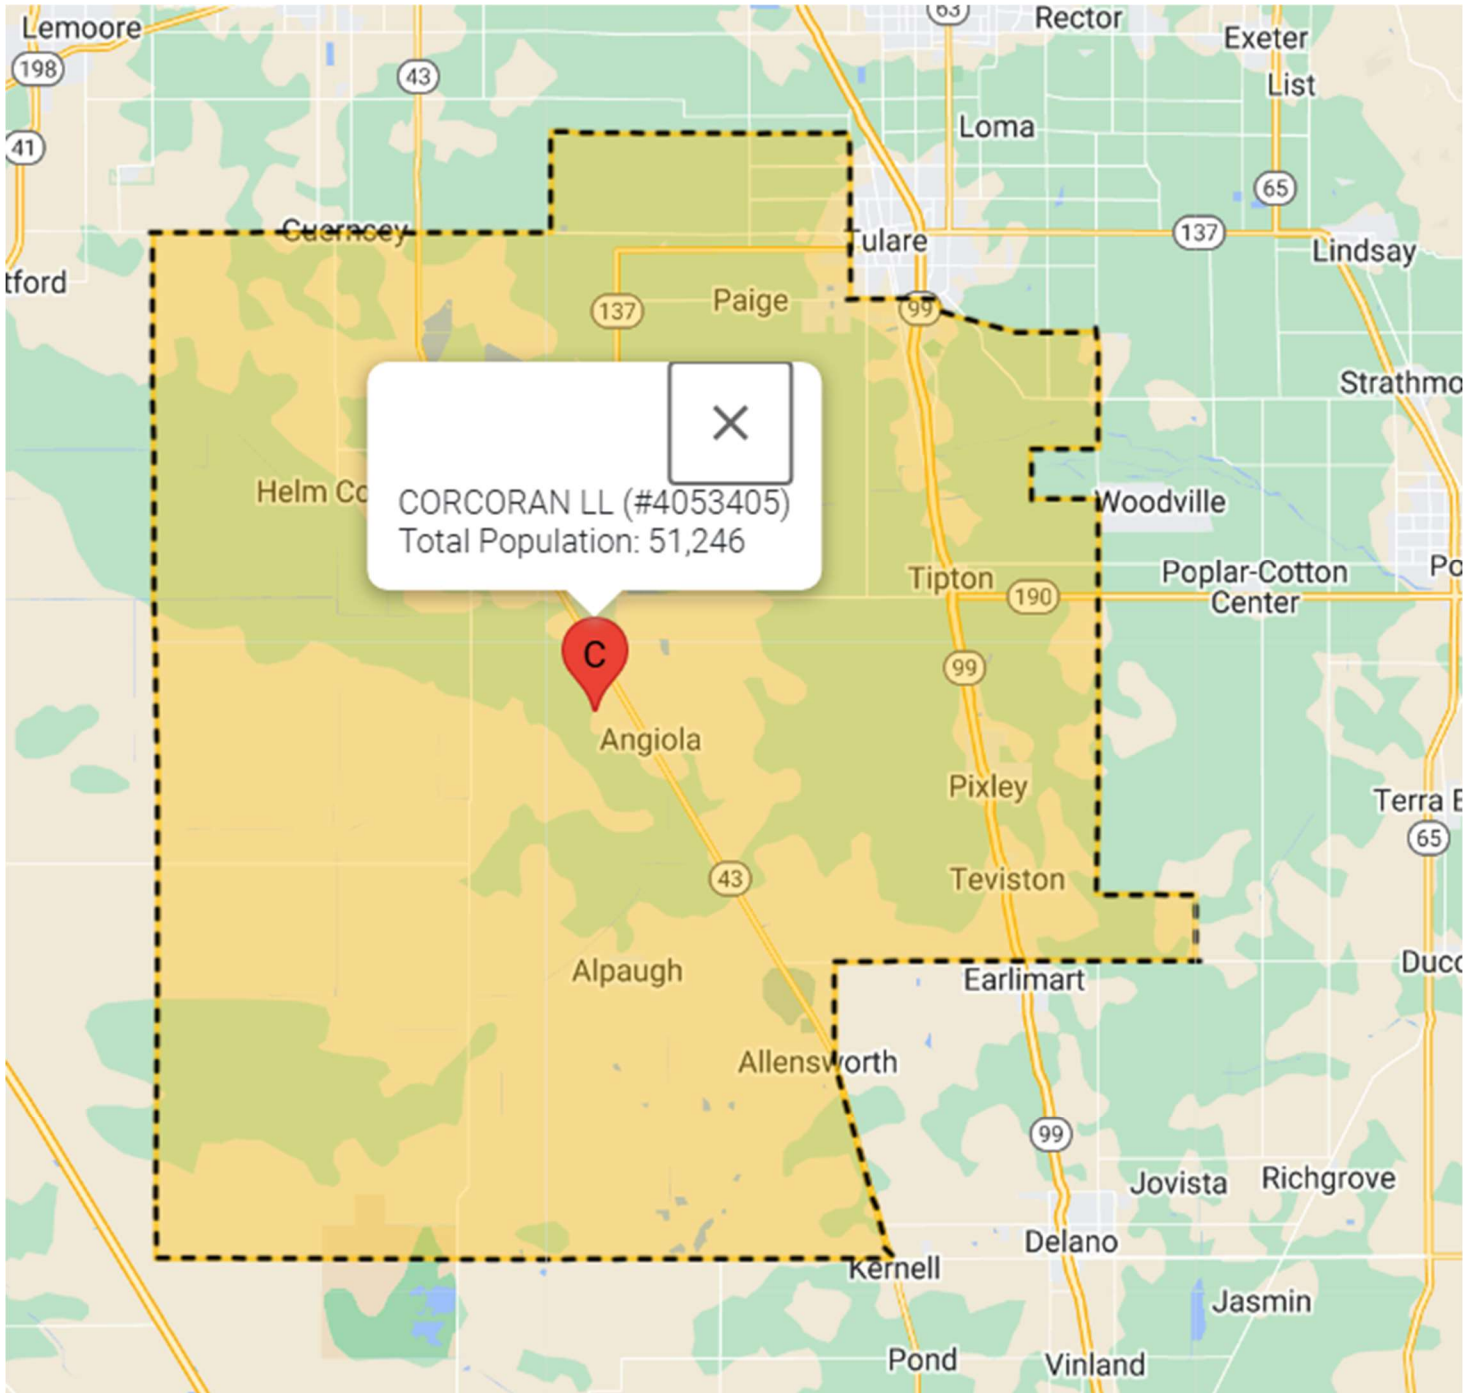 63
Rector
Lemoore
Exeter
198
43
List
Loma
41
65
Guernsey
137
Tulare
Lindsay
tford
Paige
137
99
Strathmo
CORCORAN LL (#4053405)
Total Population: 51,246
Helm Co
Woodville
Tipton
190
Poplar-Cotton
Center
Po
C
99
Angiola
Pixley
Terra B
65
43
Teviston
Alpaugh
Earlimart
Duco
Allensworth
99
Jovista
Richgrove
Delano
Kernell
Jasmin
Pond
Vinland